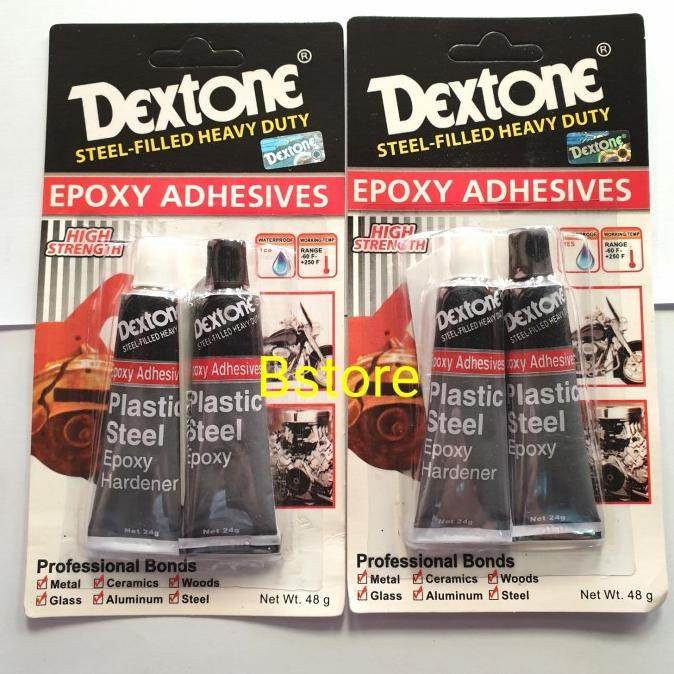 DEXTONE ®
STEEL-FILLED HEAVY DUTY
DEXTONE
EPOXY ADHESIVES
HIGH
STRENGTH
WATERPROOF
WORKING TEMP
RANGE
-60 F-
+250 F
DEXTONE
STEEL-FILLED HEAVY
Epoxy Adhesives
Plastic
Steel
Epoxy
Hardener
Net 24g
DEXTONE
STEEL-FILLED HEAVY DUTY
Epoxy Adhesives
Plastic
Steel
Epoxy
Net 24g
Professional Bonds
Metal Ceramics Woods
Glass Aluminum Steel
Net Wt. 48 g
DEXTONE ®
STEEL-FILLED HEAVY DUTY
DEXTONE
EPOXY ADHESIVES
HIGH
STRENGTH
YES
WORKING TEMP
RANGE
-60 F-
+250 F
DEXTONE
STEEL-FILLED HEAVY
Epoxy Adhesives
Plastic
Steel
Epoxy
Hardener
Net 24g
DEXTONE
STEEL-FILLED HEAVY DUTY
Epoxy Adhesives
Plastic
Steel
Epoxy
Professional Bonds
Metal Ceramics Woods
Glass Aluminum Steel
Net Wt. 48 g
Bstore